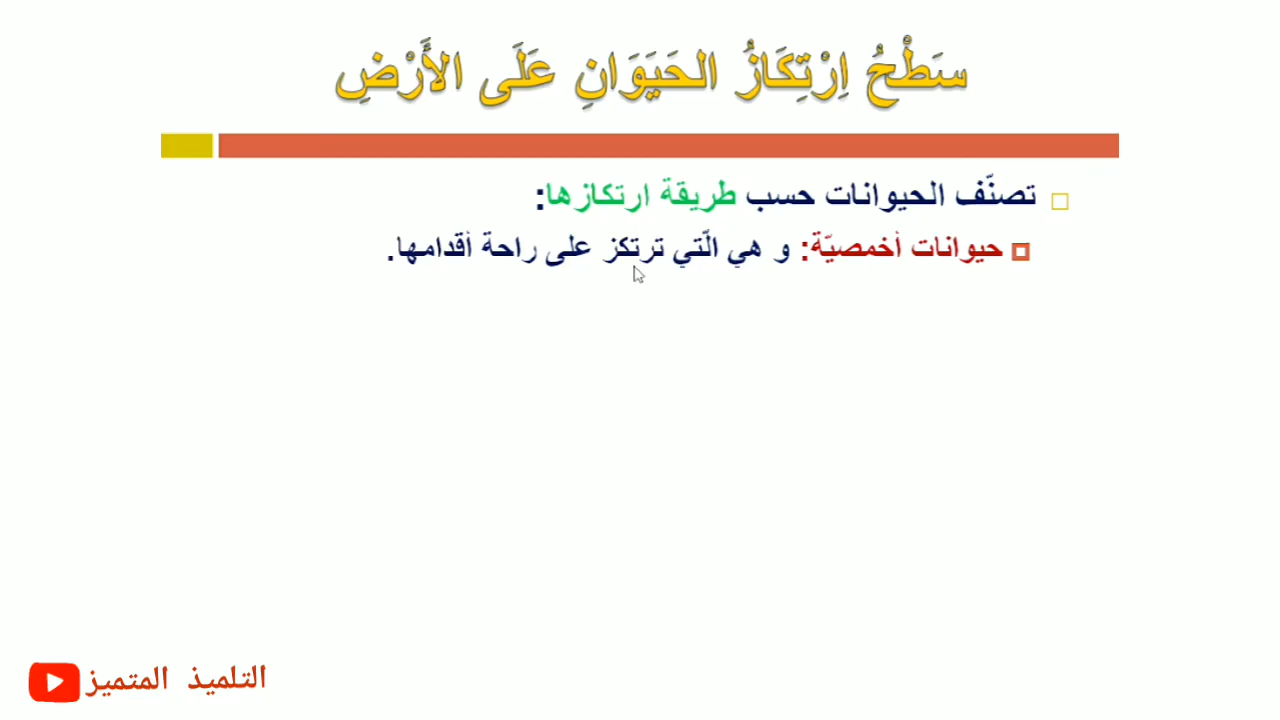 سَطْحُ اِرْتِكَازُ الحَيَوَانِ عَلَى الأَرْضِ
تصنّف الحيوانات حسب طريقة ارتكازها:
حيوانات أخمصيّة: و هي الّتي ترتكز على راحة أقدامها.
التلميذ المتميز